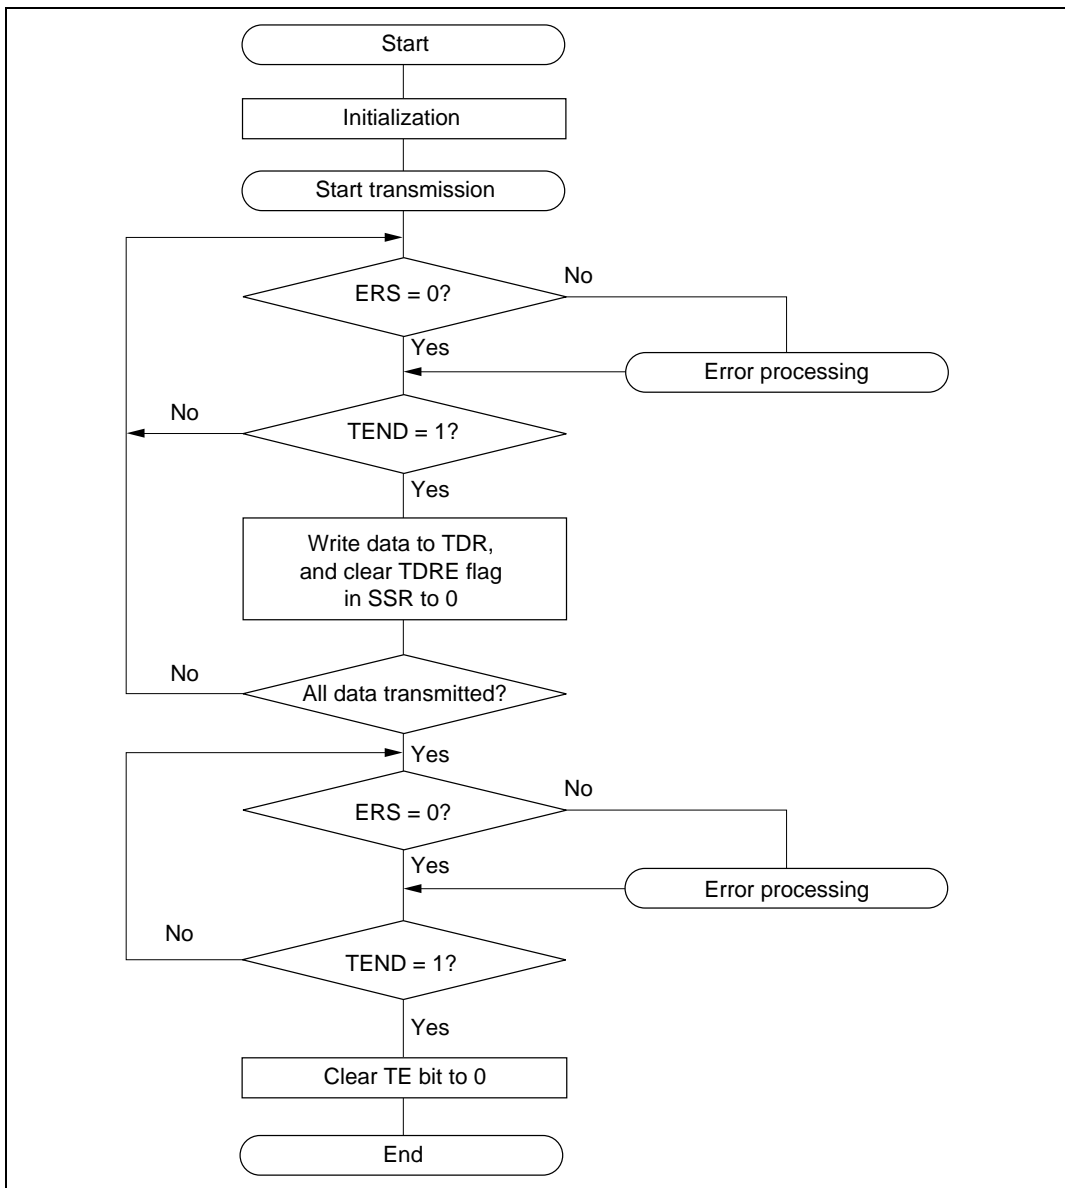 Start
Initialization
Start transmission
ERS = 0?
No
Yes
Error processing
No
TEND = 1?
Yes
Write data to TDR,
and clear TDRE flag
in SSR to 0
No
All data transmitted?
Yes
ERS = 0?
No
Yes
Error processing
No
TEND = 1?
Yes
Clear TE bit to 0
End